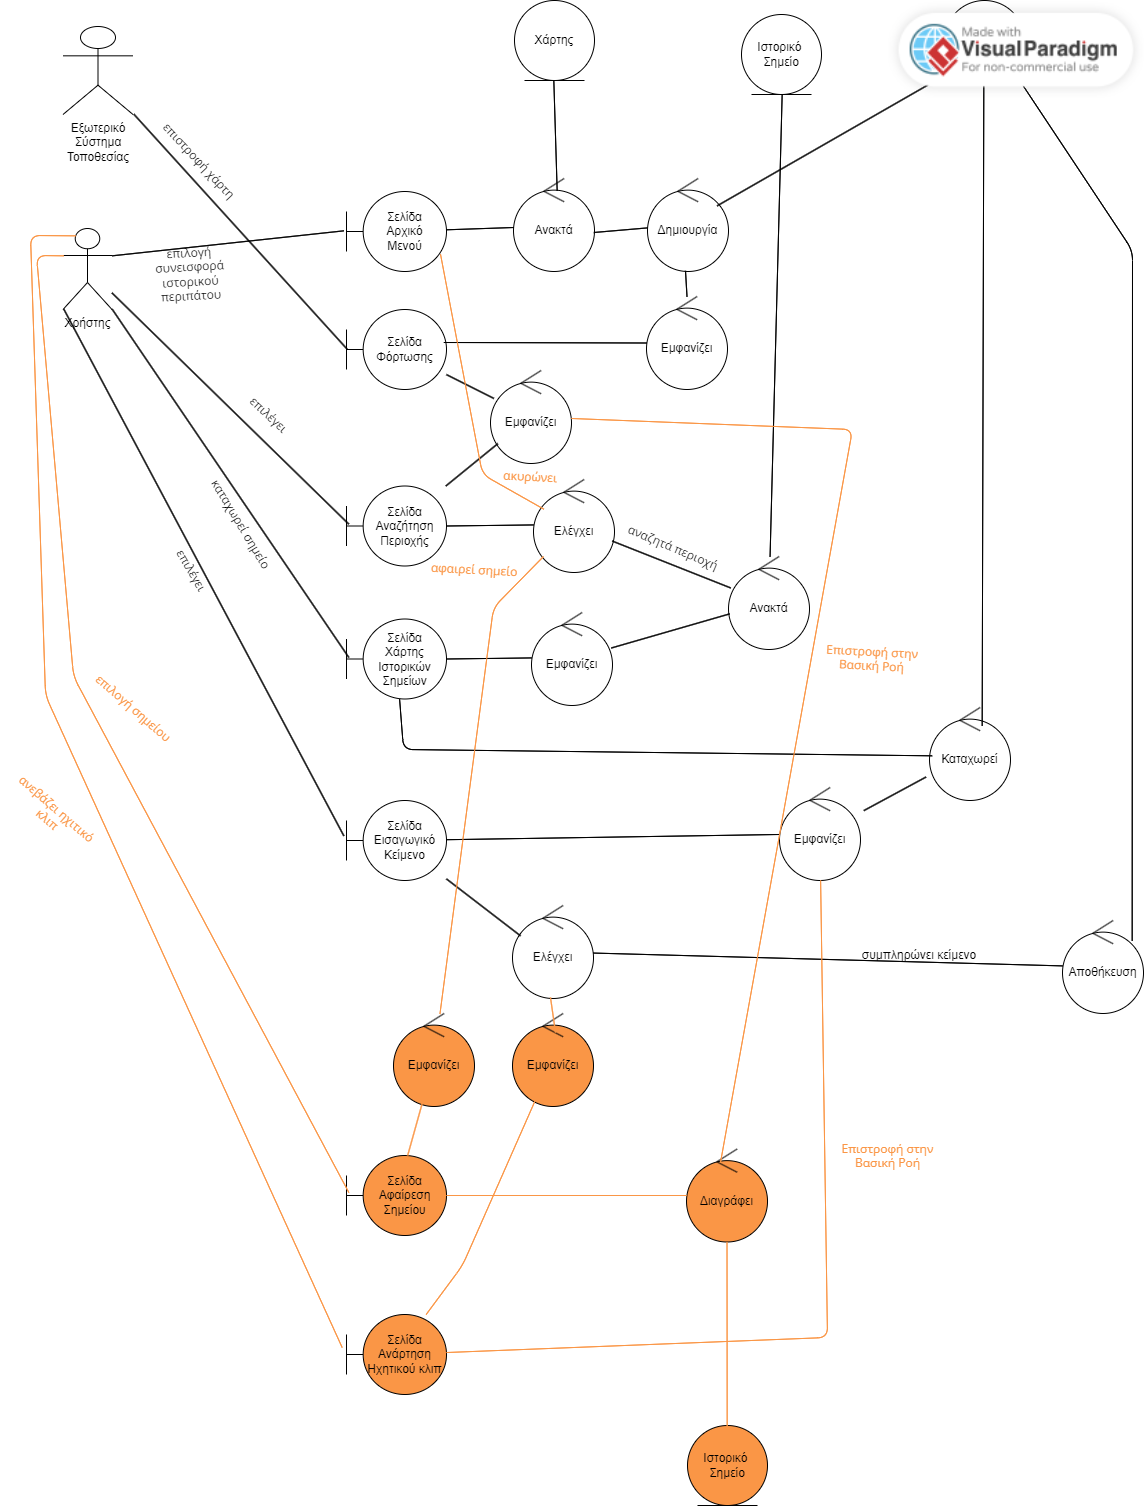 Χάρτης
Ιστορικό
Σημείο
Made with
VisualParadigm
For non-commercial use
Εξωτερικό
Σύστημα
Τοποθεσίας
επιστροφή χάρτη
Σελίδα
Αρχικό
Μενού
Ανακτά
Δημιουργία
επιλογή
συνεισφορά
ιστορικού
περιπάτου
Χρήστης
Σελίδα
Φόρτωσης
Εμφανίζει
επιλέγει
Εμφανίζει
ακυρώνει
καταχωρεί σημείο
Σελίδα
Αναζήτηση
Περιοχής
Ελέγχει
αναζητά περιοχή
επιλέγει
αφαιρεί σημείο
Ανακτά
Σελίδα
Χάρτης
Ιστορικών
Σημείων
Εμφανίζει
Επιστροφή στην
Βασική Ροή
επιλογή σημείου
Καταχωρεί
ανεβάζει ηχιτικό
κλιπ
Σελίδα
Εισαγωγικό
Κείμενο
Εμφανίζει
Ελέγχει
συμπληρώνει κείμενο
Αποθήκευση
Εμφανίζει
Εμφανίζει
Επιστροφή στην
Βασική Ροή
Σελίδα
Αφαίρεση
Σημείου
Διαγράφει
Σελίδα
Ανάρτηση
Ηχητικού κλιπ
Ιστορικό
Σημείο